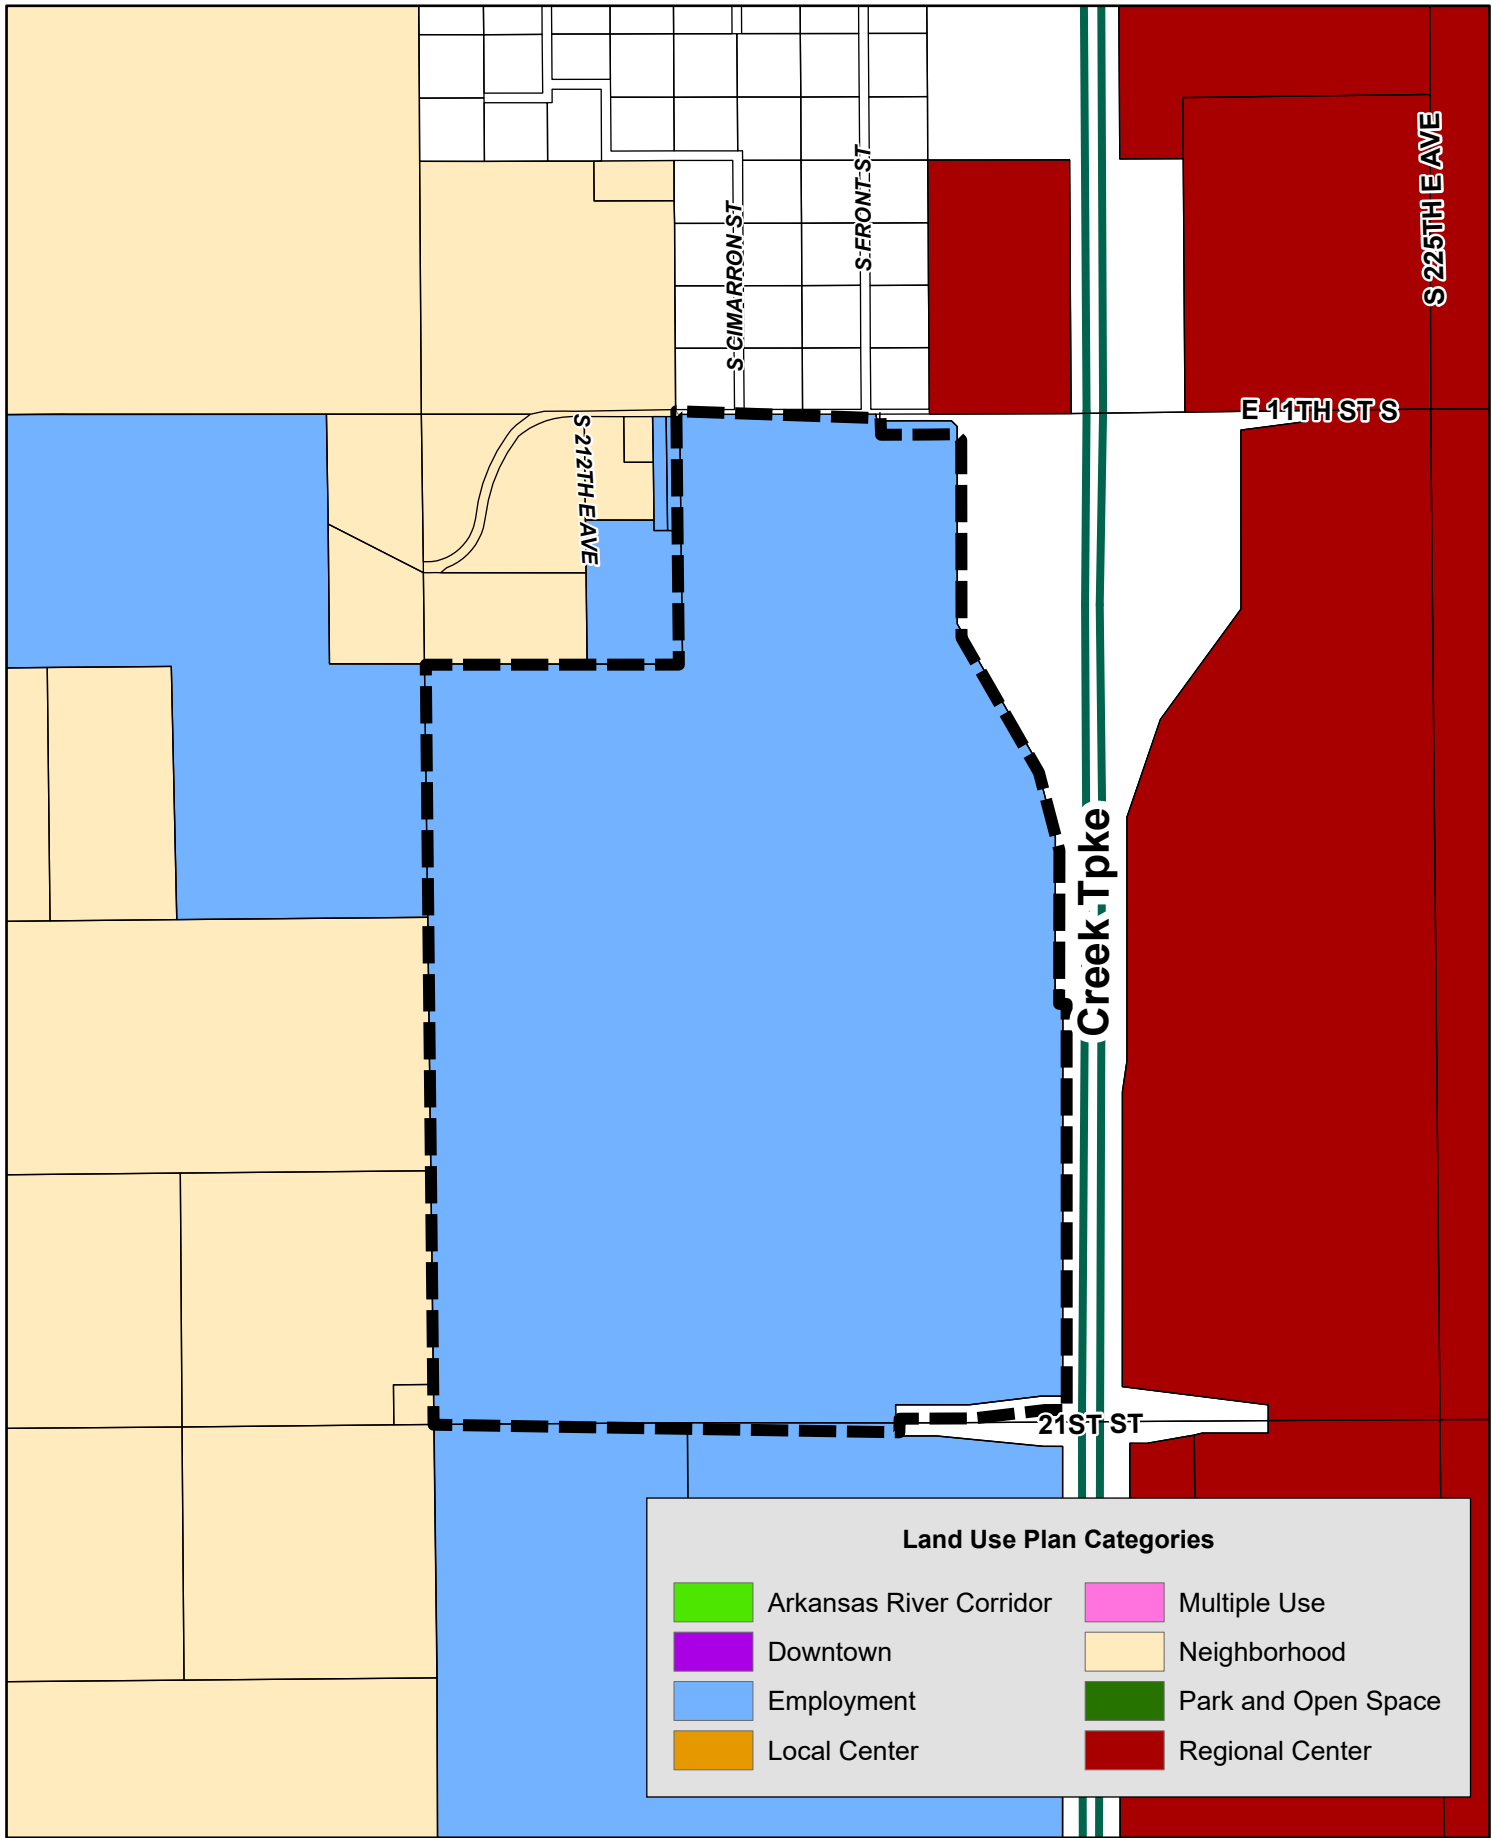 S CIMARRON ST
S FRONT ST
S 225TH E AVE
E 11TH ST S
S 212TH E AVE
Creek Tpke
21ST ST
Land Use Plan Categories
Arkansas River Corridor
Multiple Use
Downtown
Neighborhood
Employment
Park and Open Space
Local Center
Regional Center